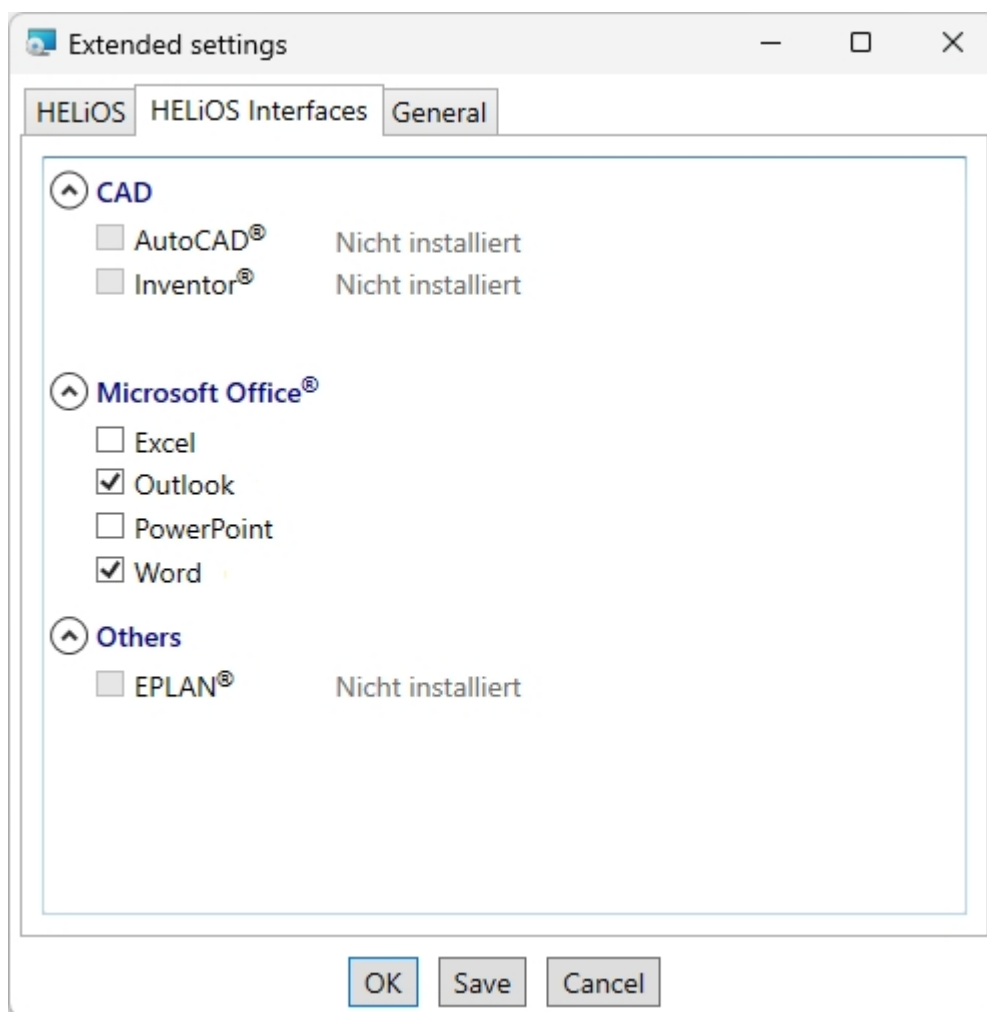 Extended settings
HELiOS HELiOS Interfaces General
CAD
AutoCAD® Nicht installiert
Inventor® Nicht installiert
Microsoft Office®
Excel
Outlook
PowerPoint
Word
Others
EPLAN® Nicht installiert
OK Save Cancel